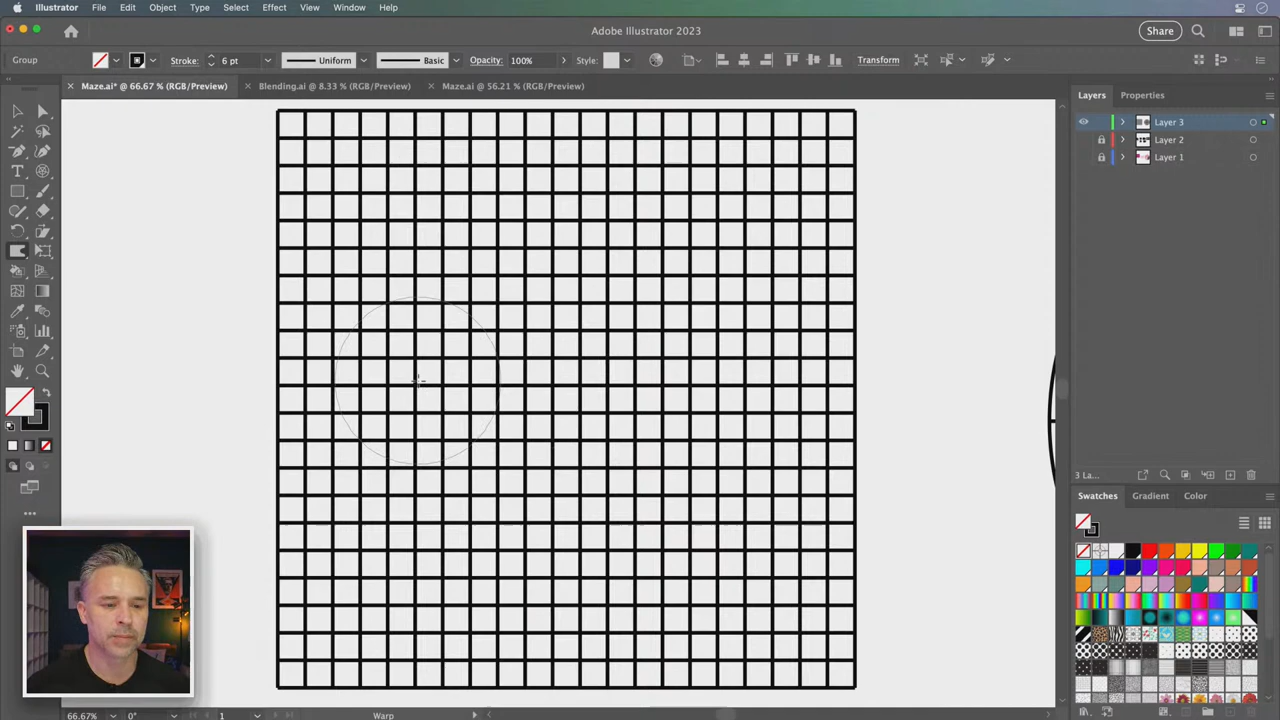 Illustrator File Edit Object Type Select Effect View Window Help
Adobe Illustrator 2023
Share
Group Stroke: 6 pt Uniform Basic Opacity: 100% Style: Transform
Maze.ai* @ 66.67 % (RGB/Preview) Blending.ai @ 8.33 % (RGB/Preview) Maze.ai @ 56.21 % (RGB/Preview)
Layers Properties
Layer 3
Layer 2
Layer 1
3 La...
Swatches Gradient Color
66.67% 0° 1 Warp